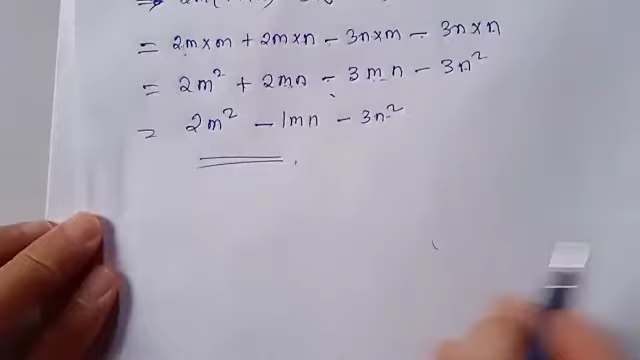 = 2m×m + 2m×n - 3n×m - 3n×n
= 2m² + 2mn - 3mn - 3n²
= 2m² - 1mn - 3n²